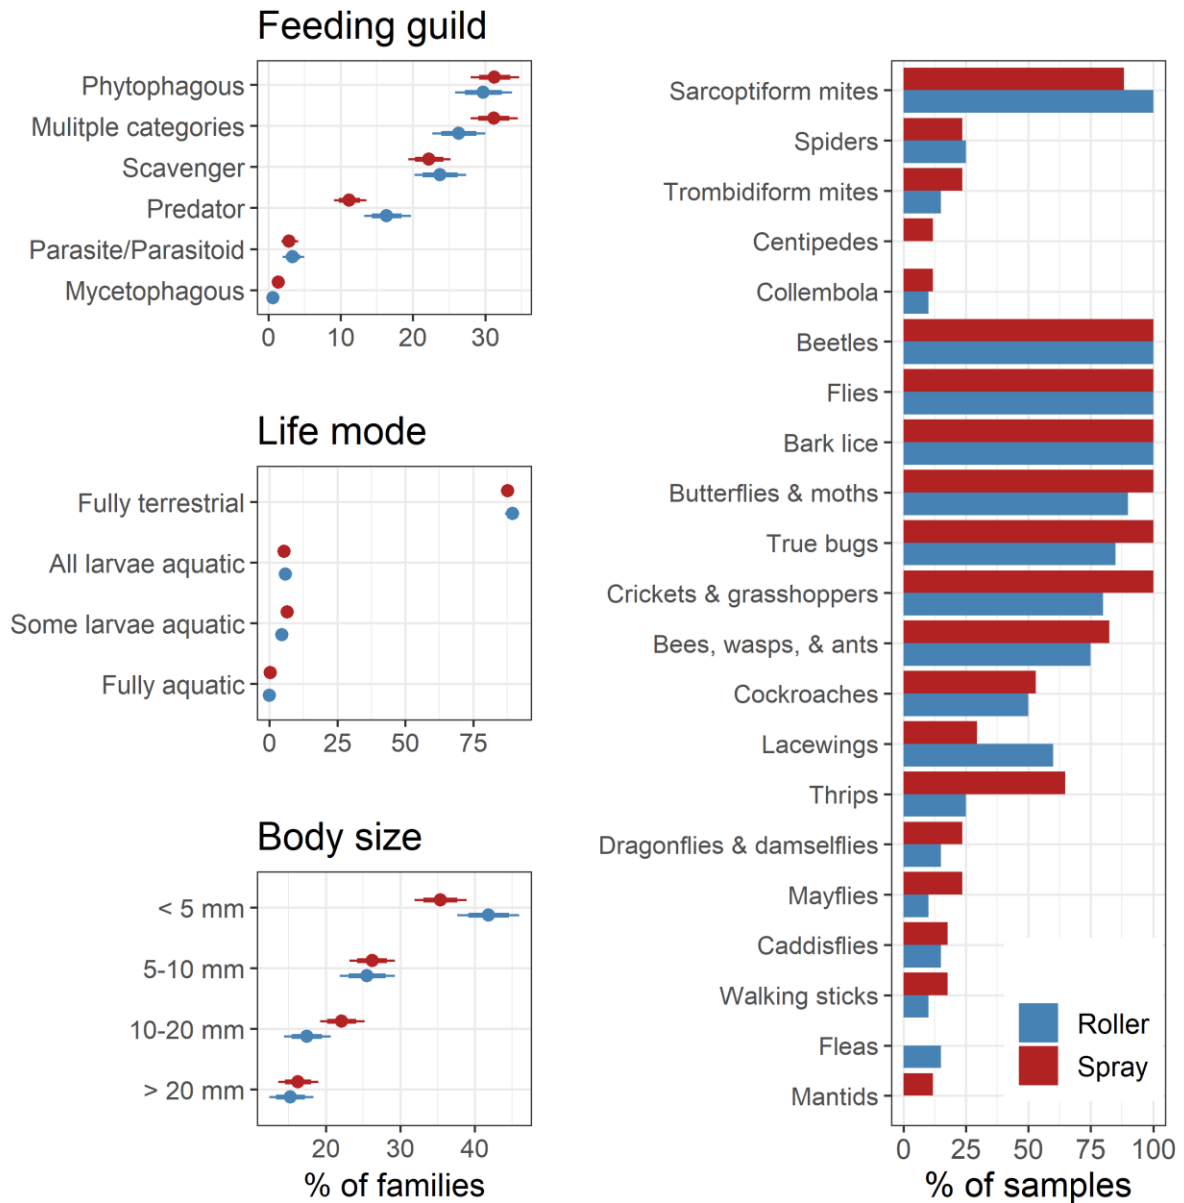 Feeding guild
Phytophagous
Mulitple categories
Scavenger
Predator
Parasite/Parasitoid
Mycetophagous
0 10 20 30
Life mode
Fully terrestrial
All larvae aquatic
Some larvae aquatic
Fully aquatic
0 25 50 75
Body size
< 5 mm
5-10 mm
10-20 mm
> 20 mm
20 30 40
% of families
Sarcoptiform mites
Spiders
Trombidiform mites
Centipedes
Collembola
Beetles
Flies
Bark lice
Butterflies & moths
True bugs
Crickets & grasshoppers
Bees, wasps, & ants
Cockroaches
Lacewings
Thrips
Dragonflies & damselflies
Mayflies
Caddisflies
Walking sticks
Fleas
Mantids
Roller
Spray
0 25 50 75 100
% of samples